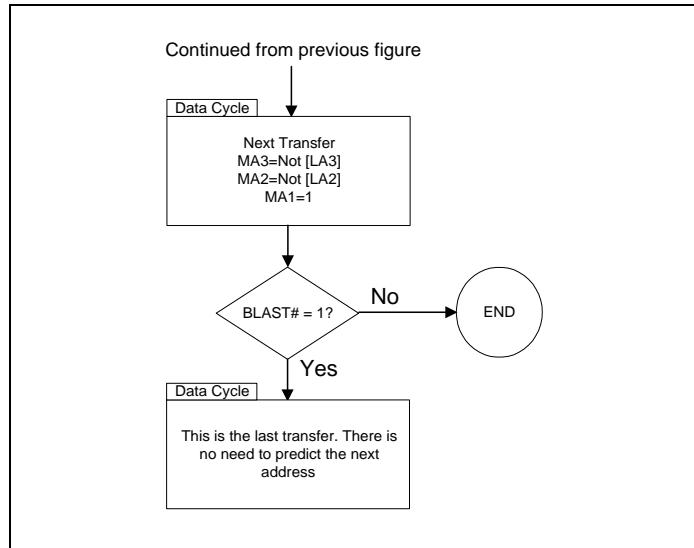 Continued from previous figure
Data Cycle
Next Transfer
MA3=Not [LA3]
MA2=Not [LA2]
MA1=1
BLAST# = 1?
No
END
Yes
Data Cycle
This is the last transfer. There is
no need to predict the next
address